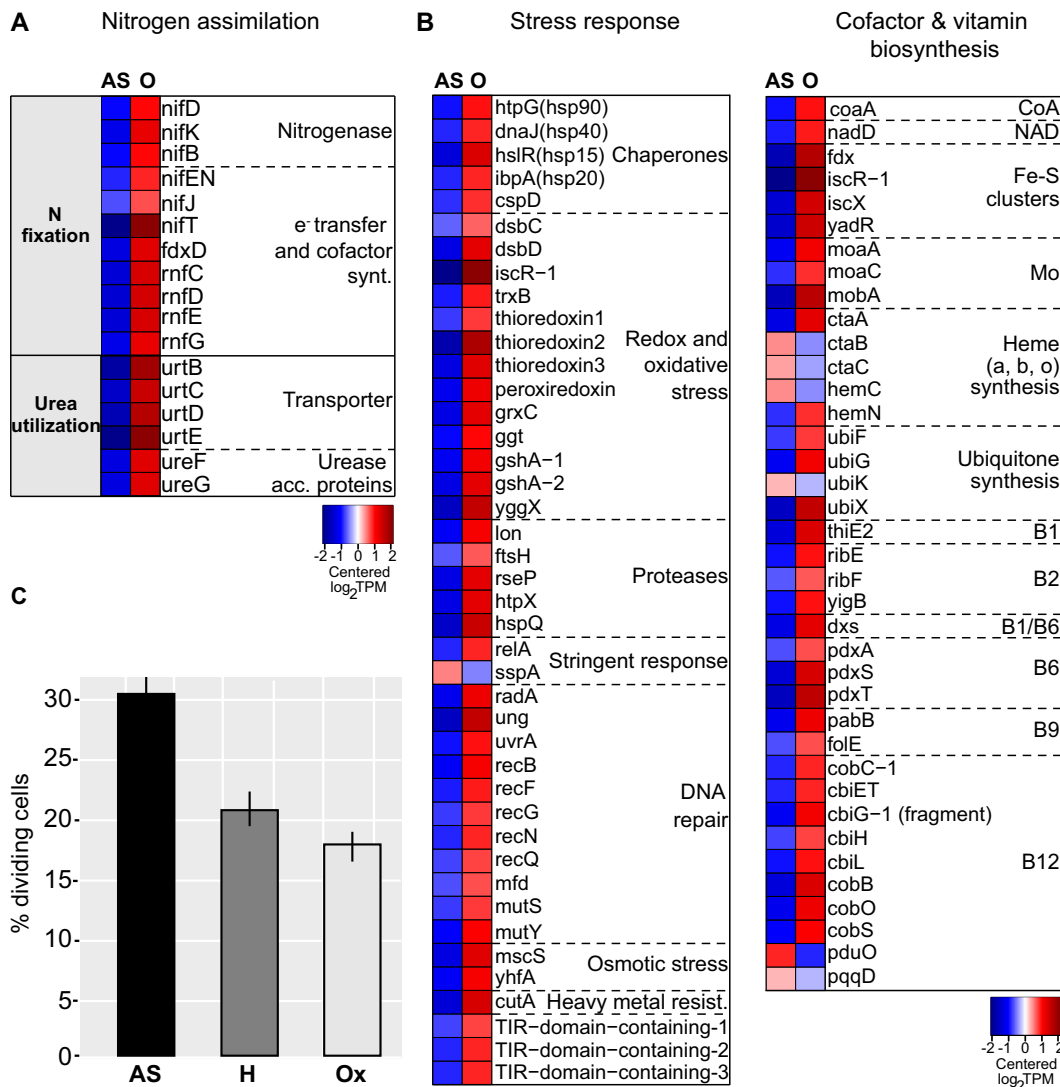 A
Nitrogen assimilation
AS O
N
fixation
nifD
nifK
nifB
Nitrogenase
nifEN
nifJ
nifT
fdxD
rnfC
rnfD
rnfE
rnfG
e- transfer
and cofactor
synt.
Urea
utilization
urtB
urtC
urtD
urtE
Transporter
ureF
ureG
Urease
acc. proteins
-2 -1 0 1 2
Centered
log2TPM
B
Stress response
AS O
htpG(hsp90)
dnaJ(hsp40)
hslR(hsp15)
ibpA(hsp20)
cspD
Chaperones
dsbC
dsbD
iscR−1
trxB
thioredoxin1
thioredoxin2
thioredoxin3
peroxiredoxin
grxC
ggt
gshA−1
gshA−2
yggX
Redox and
oxidative
stress
lon
ftsH
rseP
htpX
hspQ
Proteases
relA
sspA
Stringent response
radA
ung
uvrA
recB
recF
recG
recN
recQ
mfd
mutS
mutY
DNA
repair
mscS
yhfA
Osmotic stress
cutA
Heavy metal resist.
TIR−domain−containing-1
TIR−domain−containing-2
TIR−domain−containing-3
Cofactor & vitamin
biosynthesis
AS O
coaA
CoA
nadD
NAD
fdx
iscR-1
iscX
yadR
Fe-S
clusters
moaA
moaC
mobA
Mo
ctaA
ctaB
ctaC
hemC
hemN
Heme
(a, b, o)
synthesis
ubiF
ubiG
ubiK
ubiX
Ubiquitone
synthesis
thiE2
B1
ribE
ribF
yigB
B2
dxs
B1/B6
pdxA
pdxS
pdxT
B6
pabB
folE
B9
cobC−1
cbiET
cbiG−1 (fragment)
cbiH
cbiL
cobB
cobO
cobS
pduO
pqqD
B12
-2 -1 0 1 2
Centered
log2TPM
C
% dividing cells
30
25
20
15
10
5
0
AS H Ox